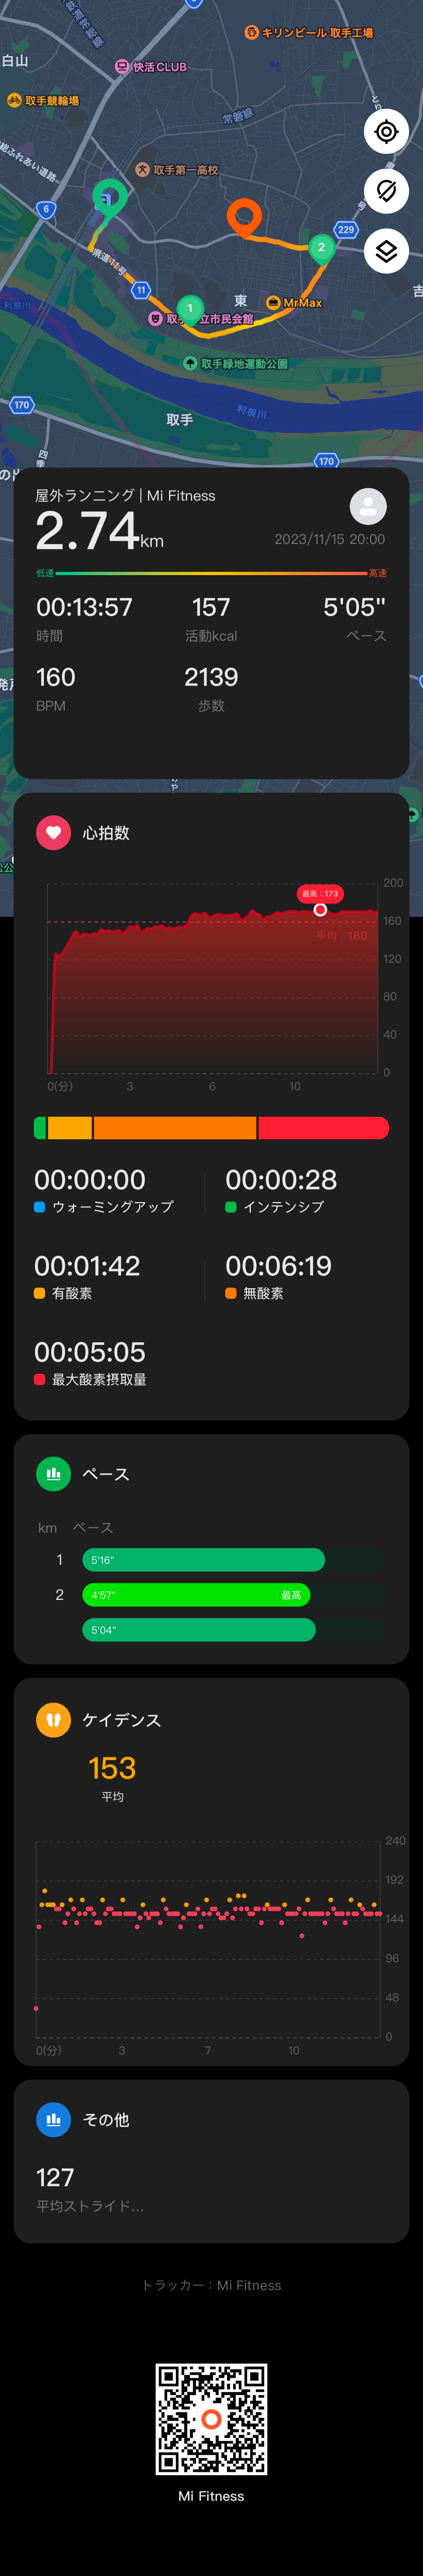 キリンビール 取手工場
白山
快活CLUB
取手競輪場
常磐線
総ふれあい道路
取手第一高校
6
229
2
県道11号
11
1
東
MrMax
取手市立市民会館
吉
利根川
取手緑地運動公園
170
取手
利根川
四季
170
屋外ランニング | Mi Fitness
2.74km
2023/11/15 20:00
低速
高速
00:13:57
157
5'05"
時間
活動kcal
ペース
160
2139
BPM
歩数
心拍数
200
最高：173
160
平均：160
120
80
40
0
0(分)
3
6
10
00:00:00
00:00:28
ウォーミングアップ
インテンシブ
00:01:42
00:06:19
有酸素
無酸素
00:05:05
最大酸素摂取量
ペース
km ペース
1 5'16"
2 4'57" 最高
5'04"
ケイデンス
153
平均
240
192
144
96
48
0
0(分)
3
7
10
その他
127
平均ストライド…
トラッカー：Mi Fitness
Mi Fitness